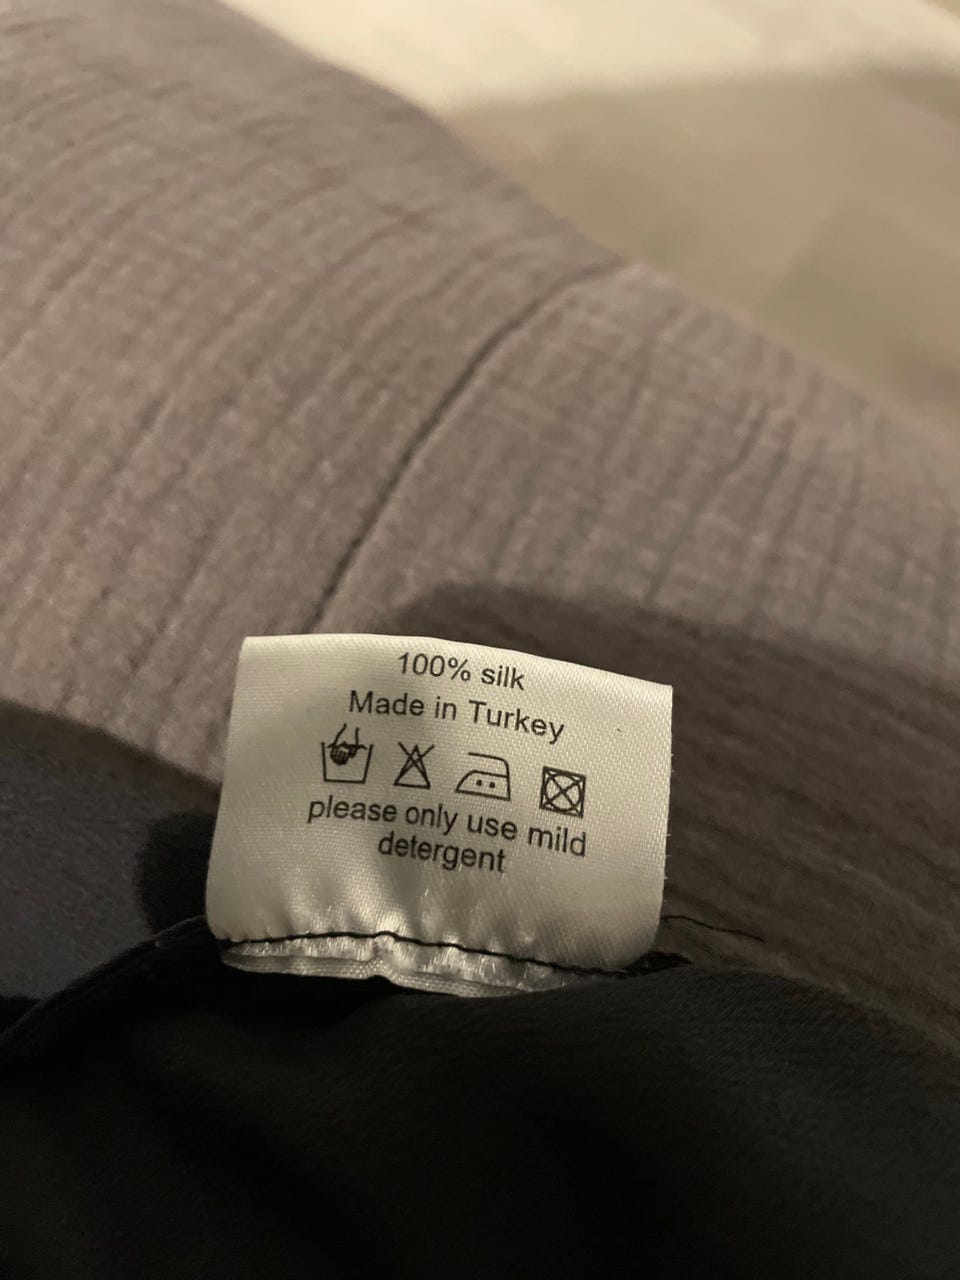 100% silk
Made in Turkey
please only use mild
detergent